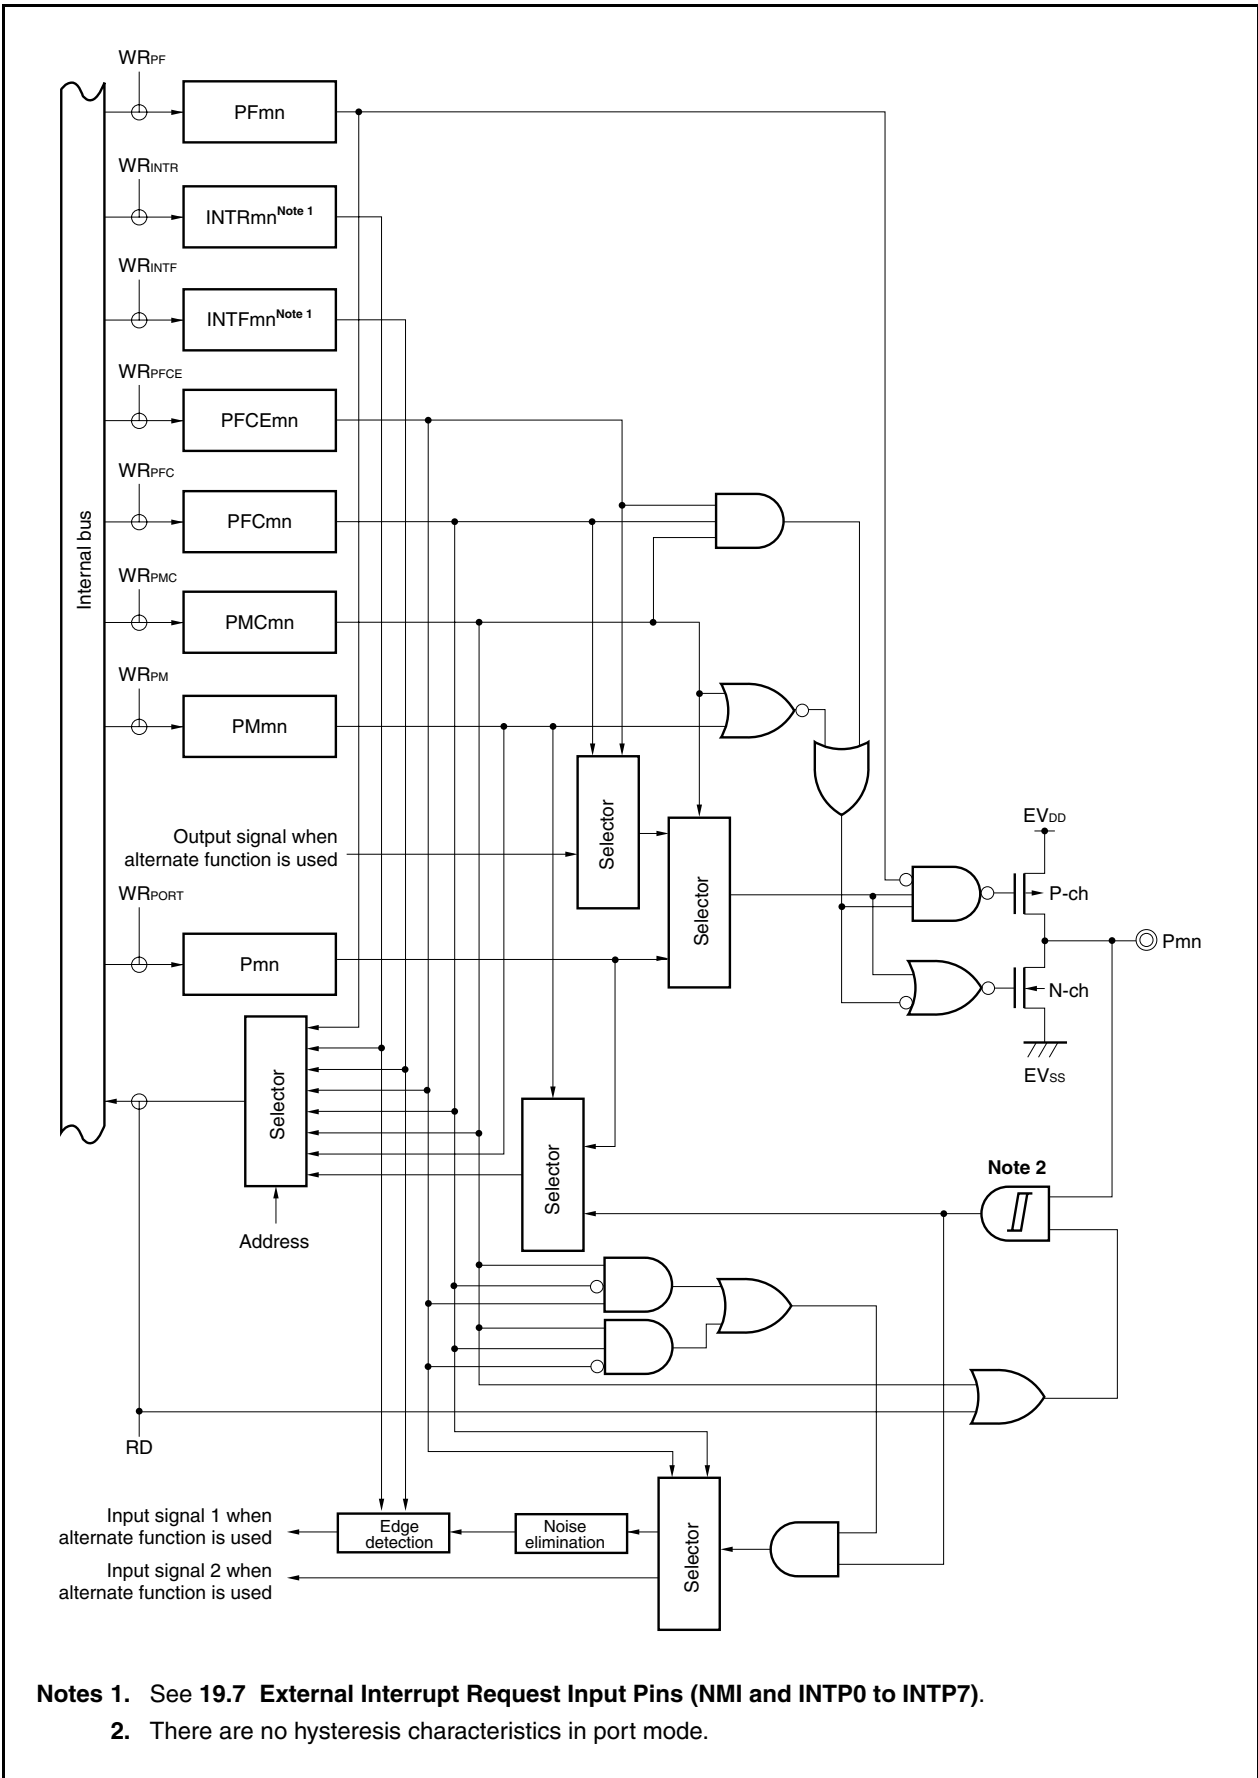 WRPF
PFmn
WRINTR
INTRmnNote 1
WRINTF
INTFmnNote 1
WRPFCE
PFCEmn
WRPFC
PFCmn
Internal bus
WRPMC
PMCmn
WRPM
PMmn
Output signal when
alternate function is used
Selector
Selector
EVDD
P-ch
WRPORT
Pmn
Pmn
N-ch
EVSS
Selector
Selector
Address
Note 2
RD
Input signal 1 when
alternate function is used
Edge
detection
Noise
elimination
Selector
Input signal 2 when
alternate function is used
Notes 1. See 19.7 External Interrupt Request Input Pins (NMI and INTP0 to INTP7).
2. There are no hysteresis characteristics in port mode.